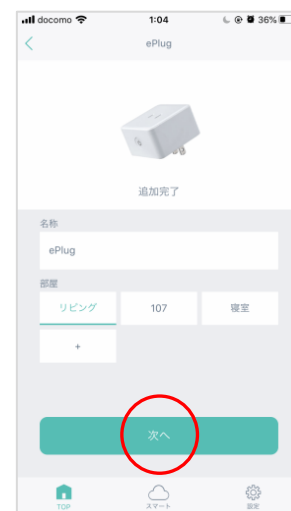 docomo 1:04 36%
ePlug
追加完了
名称
ePlug
部屋
リビング 107 寝室
+
次へ
TOP スマート 設定